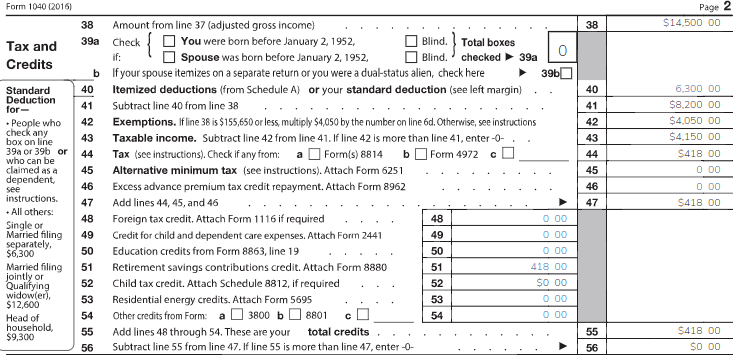 Form 1040 (2016) Page 2
38 Amount from line 37 (adjusted gross income) . . . . . . . . . . . 38 $14,500 00
Tax and Credits
39a Check if: { You were born before January 2, 1952, Blind.
Spouse was born before January 2, 1952, Blind. } Total boxes checked ▶ 39a 0
b If your spouse itemizes on a separate return or you were a dual-status alien, check here ▶ 39b
Standard
Deduction
for—
• People who
check any
box on line
39a or 39b or
who can be
claimed as a
dependent,
see
instructions.
• All others:
Single or
Married filing
separately,
$6,300
Married filing
jointly or
Qualifying
widow(er),
$12,600
Head of
household,
$9,300
40 Itemized deductions (from Schedule A) or your standard deduction (see left margin) . . 40 6,300 00
41 Subtract line 40 from line 38 . . . . . . . . . . . 41 $8,200 00
42 Exemptions. If line 38 is $155,650 or less, multiply $4,050 by the number on line 6d. Otherwise, see instructions 42 $4,050 00
43 Taxable income. Subtract line 42 from line 41. If line 42 is more than line 41, enter -0- . . 43 $4,150 00
44 Tax (see instructions). Check if any from: a Form(s) 8814 b Form 4972 c 44 $418 00
45 Alternative minimum tax (see instructions). Attach Form 6251 . . . . . . . 45 0 00
46 Excess advance premium tax credit repayment. Attach Form 8962 . . . . . . . 46 0 00
47 Add lines 44, 45, and 46 . . . . . . . . . . . ▶ 47 $418 00
48 Foreign tax credit. Attach Form 1116 if required . . . . 48 0 00
49 Credit for child and dependent care expenses. Attach Form 2441 49 0 00
50 Education credits from Form 8863, line 19 . . . . . 50 0 00
51 Retirement savings contributions credit. Attach Form 8880 51 418 00
52 Child tax credit. Attach Schedule 8812, if required . . . 52 $0 00
53 Residential energy credits. Attach Form 5695 . . . . 53 0 00
54 Other credits from Form: a 3800 b 8801 c 54 0 00
55 Add lines 48 through 54. These are your total credits . . . . . . . . . 55 $418 00
56 Subtract line 55 from line 47. If line 55 is more than line 47, enter -0- . . . . . . ▶ 56 $0 00